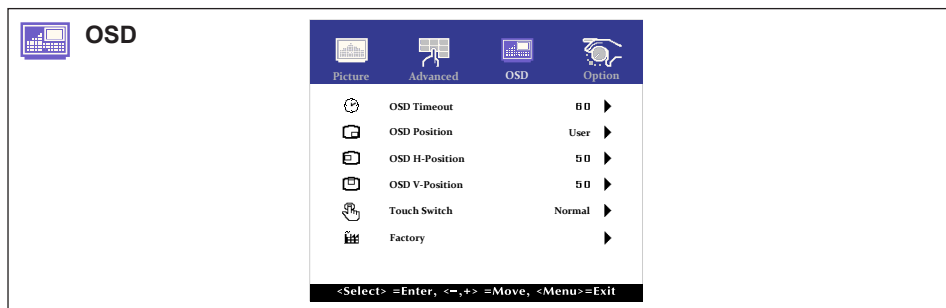 OSD
Picture Advanced OSD Option
OSD Timeout 60
OSD Position User
OSD H-Position 50
OSD V-Position 50
Touch Switch Normal
Factory
<Select> =Enter, <−,+> =Move, <Menu>=Exit